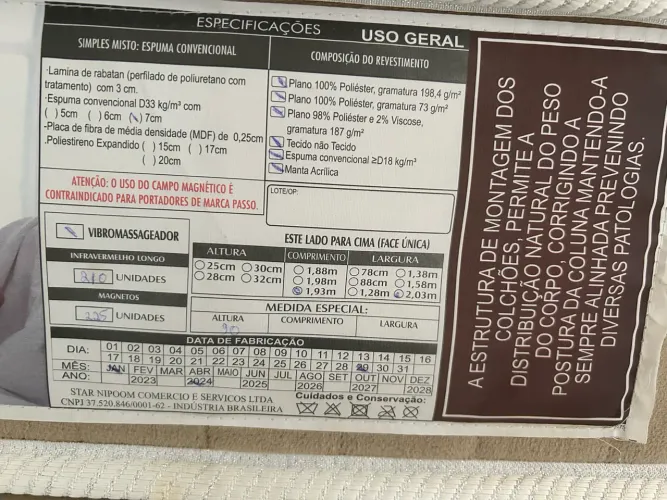 ESPECIFICAÇÕES USO GERAL
SIMPLES MISTO: ESPUMA CONVENCIONAL
·Lamina de rabatan (perfilado de poliuretano com
tratamento) com 3 cm.
·Espuma convencional D33 kg/m³ com
( ) 5cm ( ) 6cm (\) 7cm
·Placa de fibra de média densidade (MDF) de 0,25cm
·Poliestireno Expandido ( ) 15cm ( ) 17cm
( ) 20cm
ATENÇÃO: O USO DO CAMPO MAGNÉTICO É
CONTRAINDICADO PARA PORTADORES DE MARCA PASSO.
COMPOSIÇÃO DO REVESTIMENTO
Plano 100% Poliéster, gramatura 198,4 g/m²
Plano 100% Poliéster, gramatura 73 g/m²
Plano 98% Poliéster e 2% Viscose,
gramatura 187 g/m²
Tecido não Tecido
Espuma convencional ≥D18 kg/m³
Manta Acrílica
LOTE/OP:
VIBROMASSAGEADOR
INFRAVERMELHO LONGO
210 UNIDADES
MAGNETOS
225 UNIDADES
ESTE LADO PARA CIMA (FACE ÚNICA)
ALTURA COMPRIMENTO LARGURA
25cm 30cm 1,88m 78cm 1,38m
28cm 32cm 1,98m 88cm 1,58m
1,93m 1,28m 2,03m
MEDIDA ESPECIAL:
ALTURA COMPRIMENTO LARGURA
DATA DE FABRICAÇÃO
DIA: 01 02 03 04 05 06 07 08 09 10 11 12 13 14 15 16
17 18 19 20 21 22 23 24 25 26 27 28 29 30 31
MÊS: JAN FEV MAR ABR MAIO JUN JUL AGO SET OUT NOV DEZ
ANO: 2023 2024 2025 2026 2027 2028
STAR NIPOOM COMERCIO E SERVICOS LTDA
CNPJ 37.520.846/0001-62 - INDUSTRIA BRASILEIRA
Cuidados e Conservação:
A ESTRUTURA DE MONTAGEM DOS
COLCHÕES, PERMITE A
DISTRIBUIÇÃO NATURAL DO PESO
DO CORPO, CORRIGINDO A
POSTURA DA COLUNA MANTENDO-A
SEMPRE ALINHADA PREVENINDO
DIVERSAS PATOLOGIAS.